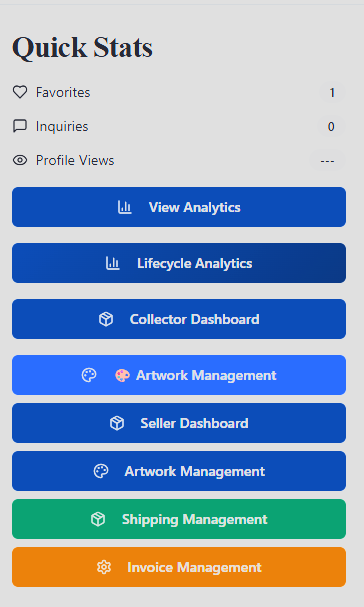 Quick Stats
Favorites 1
Inquiries 0
Profile Views ---
View Analytics
Lifecycle Analytics
Collector Dashboard
🎨 Artwork Management
Seller Dashboard
Artwork Management
Shipping Management
Invoice Management